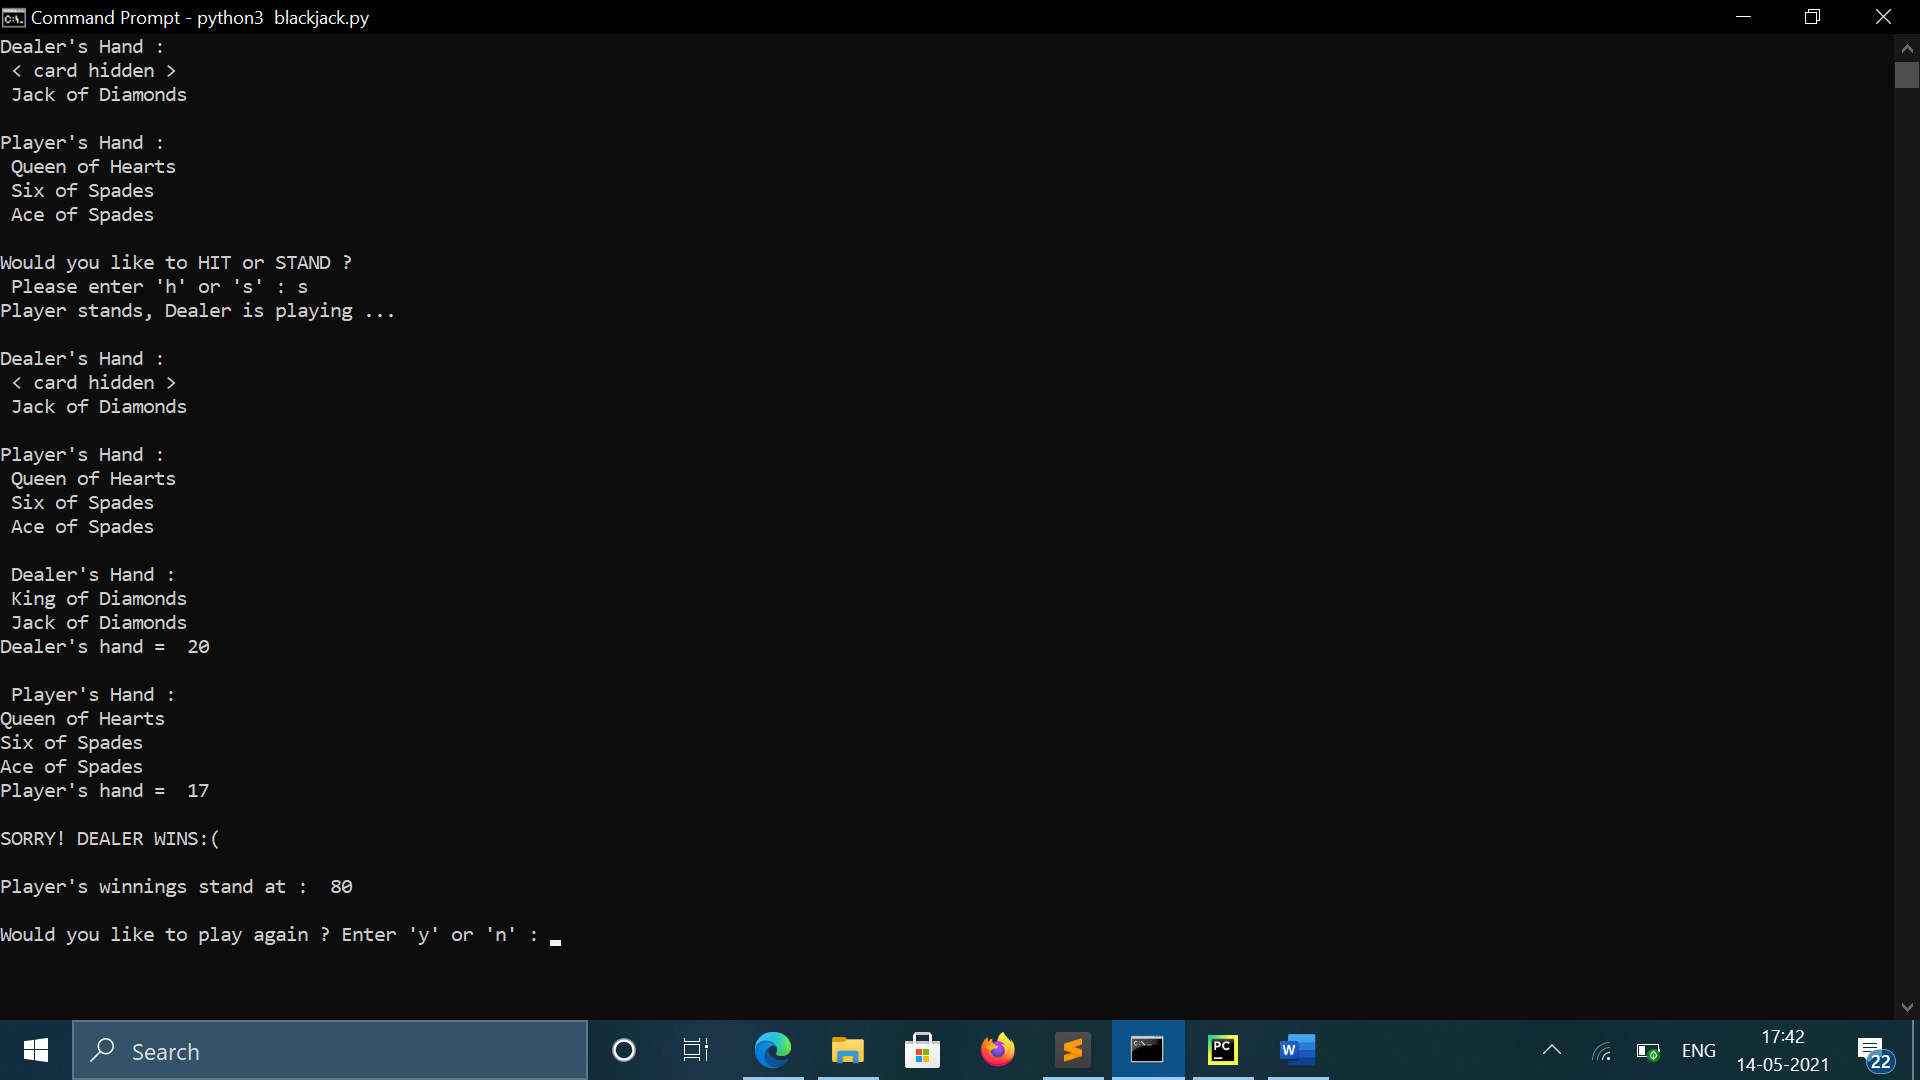 Command Prompt - python3  blackjack.py
Dealer's Hand :
 < card hidden >
 Jack of Diamonds

Player's Hand :
 Queen of Hearts
 Six of Spades
 Ace of Spades

Would you like to HIT or STAND ?
 Please enter 'h' or 's' : s
Player stands, Dealer is playing ...

Dealer's Hand :
 < card hidden >
 Jack of Diamonds

Player's Hand :
 Queen of Hearts
 Six of Spades
 Ace of Spades

 Dealer's Hand :
 King of Diamonds
 Jack of Diamonds
Dealer's hand =  20

 Player's Hand :
Queen of Hearts
Six of Spades
Ace of Spades
Player's hand =  17

SORRY! DEALER WINS:(

Player's winnings stand at :  80

Would you like to play again ? Enter 'y' or 'n' :
Search
PC
W
ENG
17:42
14-05-2021
22